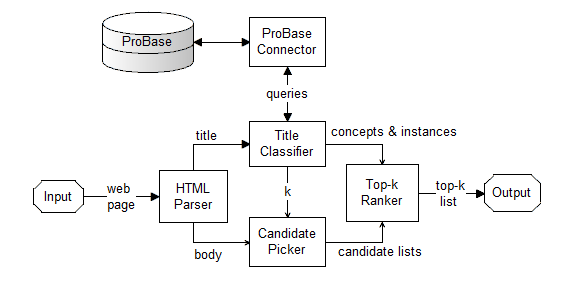 ProBase
ProBase
Connector
queries
title
Title
Classifier
concepts & instances
Input
web
page
HTML
Parser
k
Top-k
Ranker
top-k
list
Output
body
Candidate
Picker
candidate lists